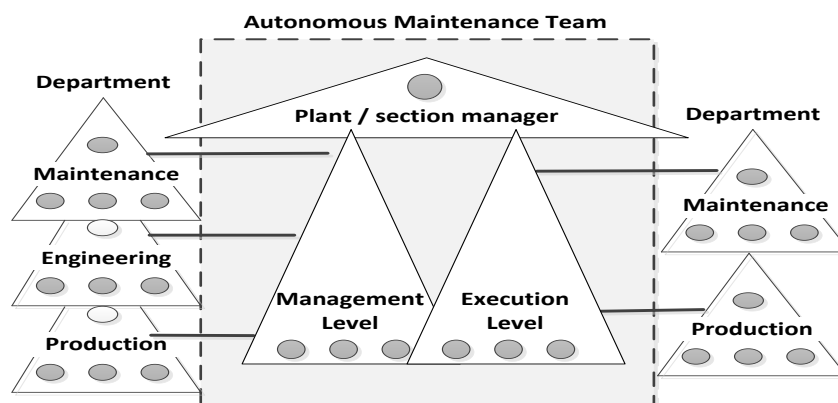 Autonomous Maintenance Team
Department
Maintenance
Engineering
Production
Plant / section manager
Management
Level
Execution
Level
Department
Maintenance
Production